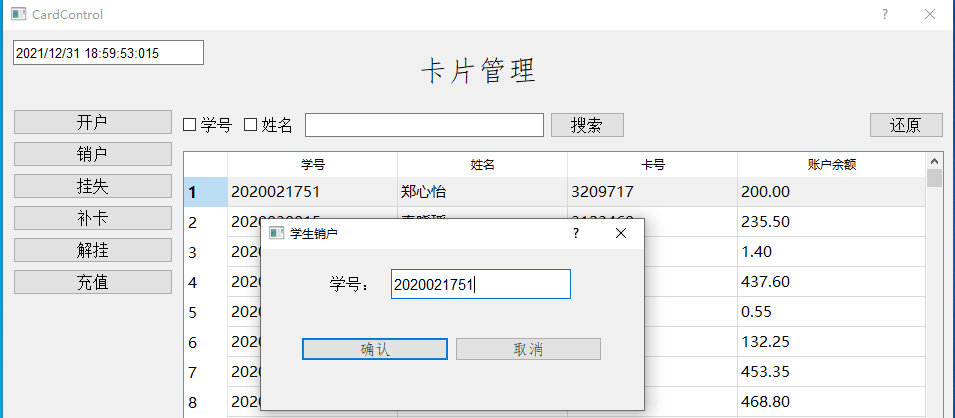 CardControl
2021/12/31 18:59:53:015
卡片管理
开户
销户
挂失
补卡
解挂
充值
学号 姓名 搜索 还原
学号 姓名 卡号 账户余额
1 2020021751 郑心怡 3209717 200.00
2 235.50
3 1.40
4 437.60
5 0.55
6 132.25
7 453.35
8 468.80
学生销户
学号： 2020021751
确认 取消